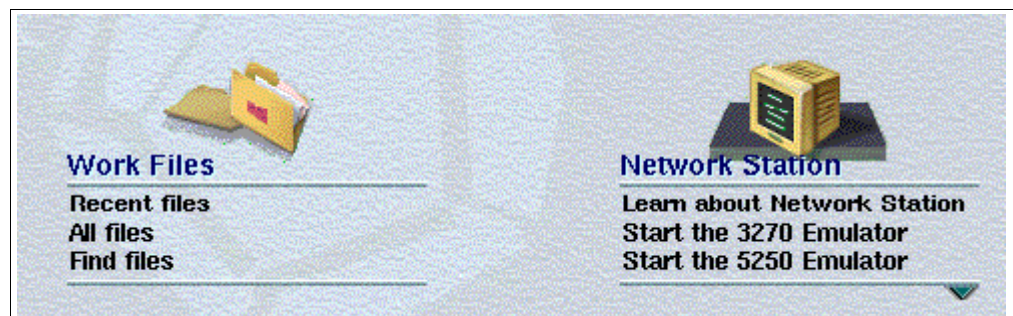 Work Files
Recent files
All files
Find files
Network Station
Learn about Network Station
Start the 3270 Emulator
Start the 5250 Emulator